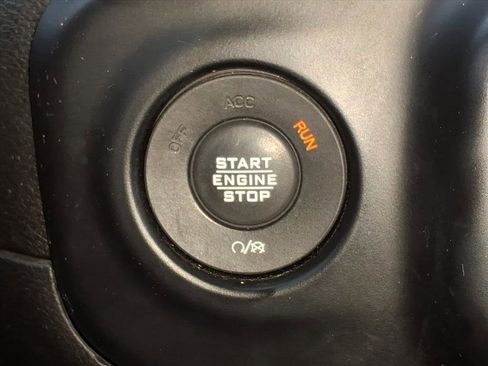 OFF
ACC
RUN
START
ENGINE
STOP